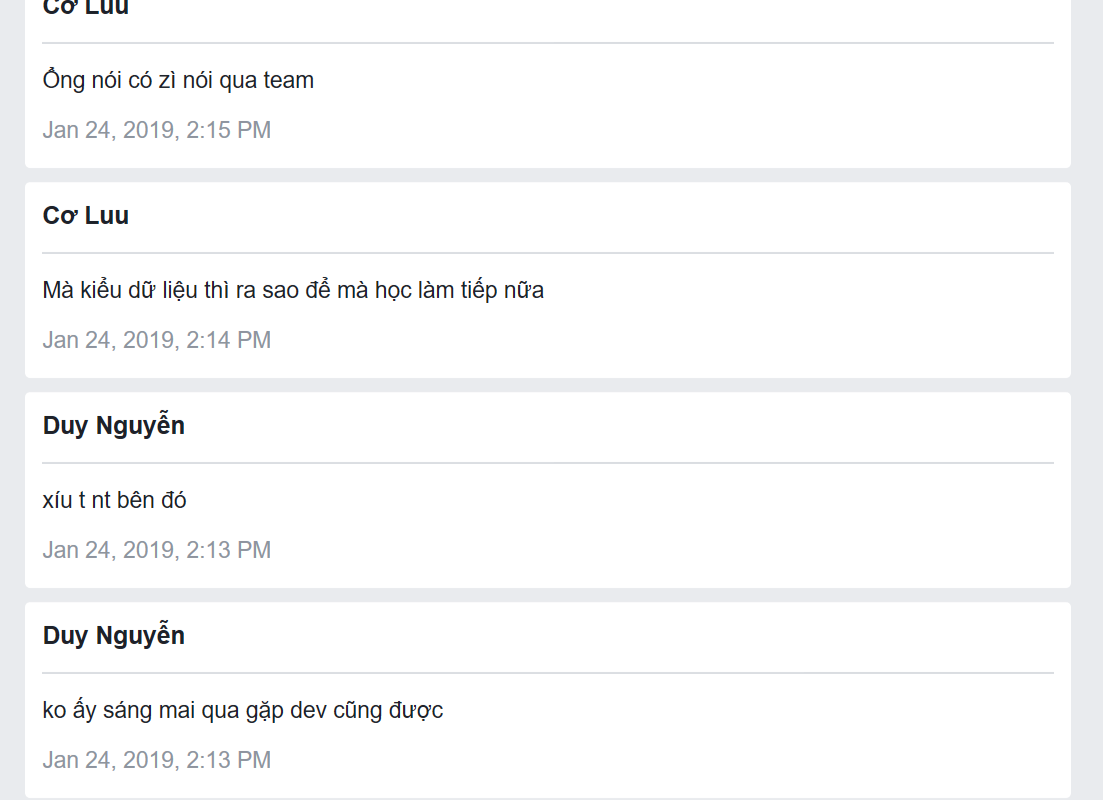 Cơ Luu
Ổng nói có zì nói qua team
Jan 24, 2019, 2:15 PM
Cơ Luu
Mà kiểu dữ liệu thì ra sao để mà học làm tiếp nữa
Jan 24, 2019, 2:14 PM
Duy Nguyễn
xíu t nt bên đó
Jan 24, 2019, 2:13 PM
Duy Nguyễn
ko ấy sáng mai qua gặp dev cũng được
Jan 24, 2019, 2:13 PM